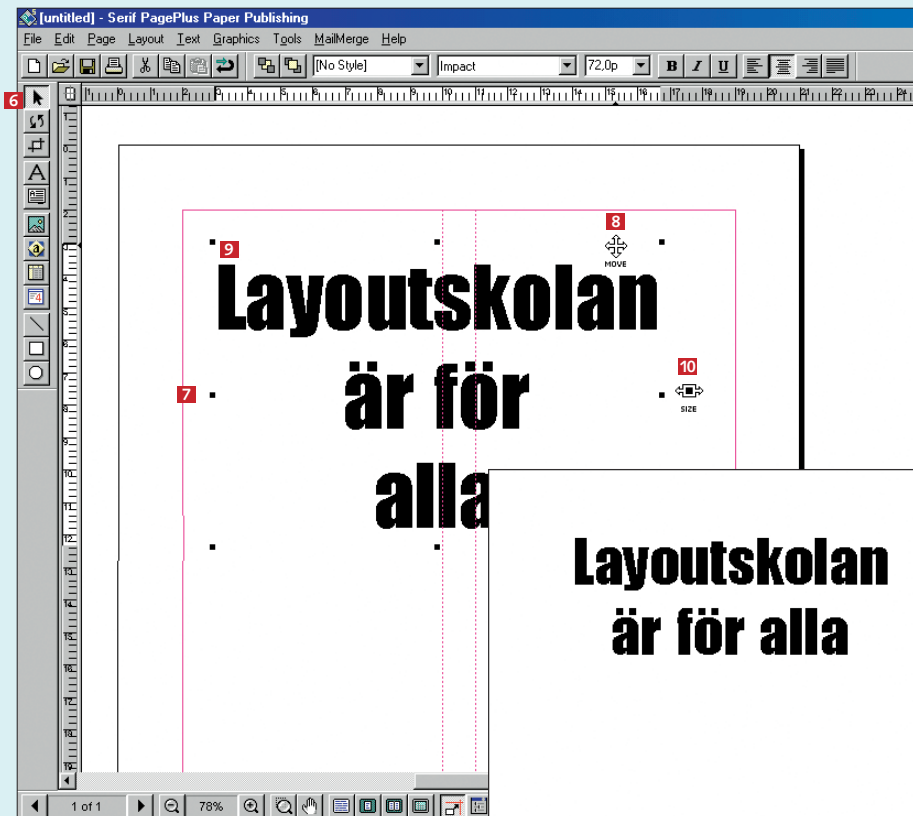 [untitled] - Serif PagePlus Paper Publishing
File Edit Page Layout Text Graphics Tools MailMerge Help
[No Style] Impact 72,0p B I U
6
8
MOVE
9
Layoutskolan
10
SIZE
7
är för
alla
Layoutskolan
är för alla
1 of 1 78%